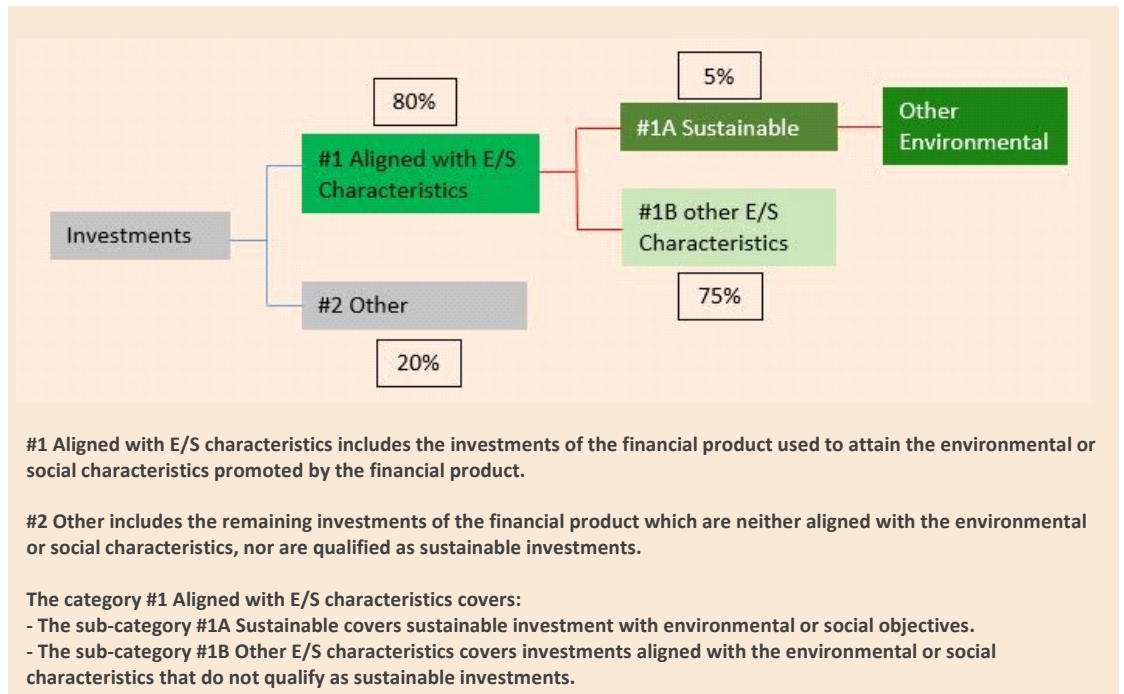 5%
80%
Other
Environmental
#1A Sustainable
#1 Aligned with E/S
Characteristics
#1B other E/S
Characteristics
Investments
75%
#2 Other
20%
#1 Aligned with E/S characteristics includes the investments of the financial product used to attain the environmental or
social characteristics promoted by the financial product.
#2 Other includes the remaining investments of the financial product which are neither aligned with the environmental
or social characteristics, nor are qualified as sustainable investments.
The category #1 Aligned with E/S characteristics covers:
- The sub-category #1A Sustainable covers sustainable investment with environmental or social objectives.
- The sub-category #1B Other E/S characteristics covers investments aligned with the environmental or social
characteristics that do not qualify as sustainable investments.